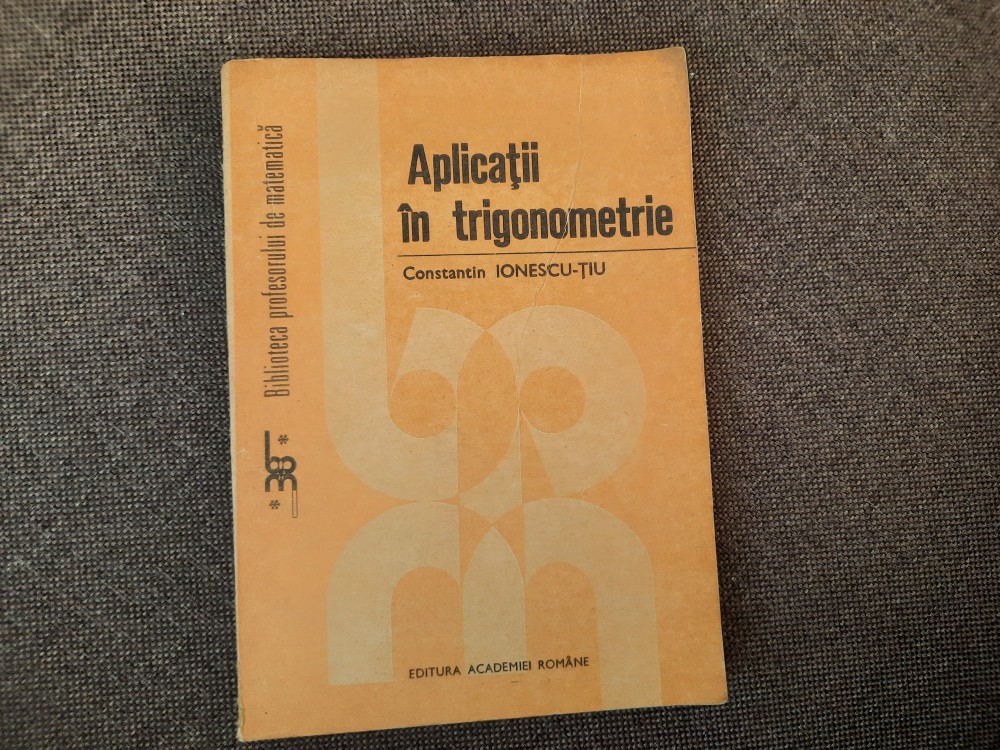 Aplicaţii
în trigonometrie
Constantin IONESCU-ŢIU
Biblioteca profesorului de matematică
EDITURA ACADEMIEI ROMÂNE